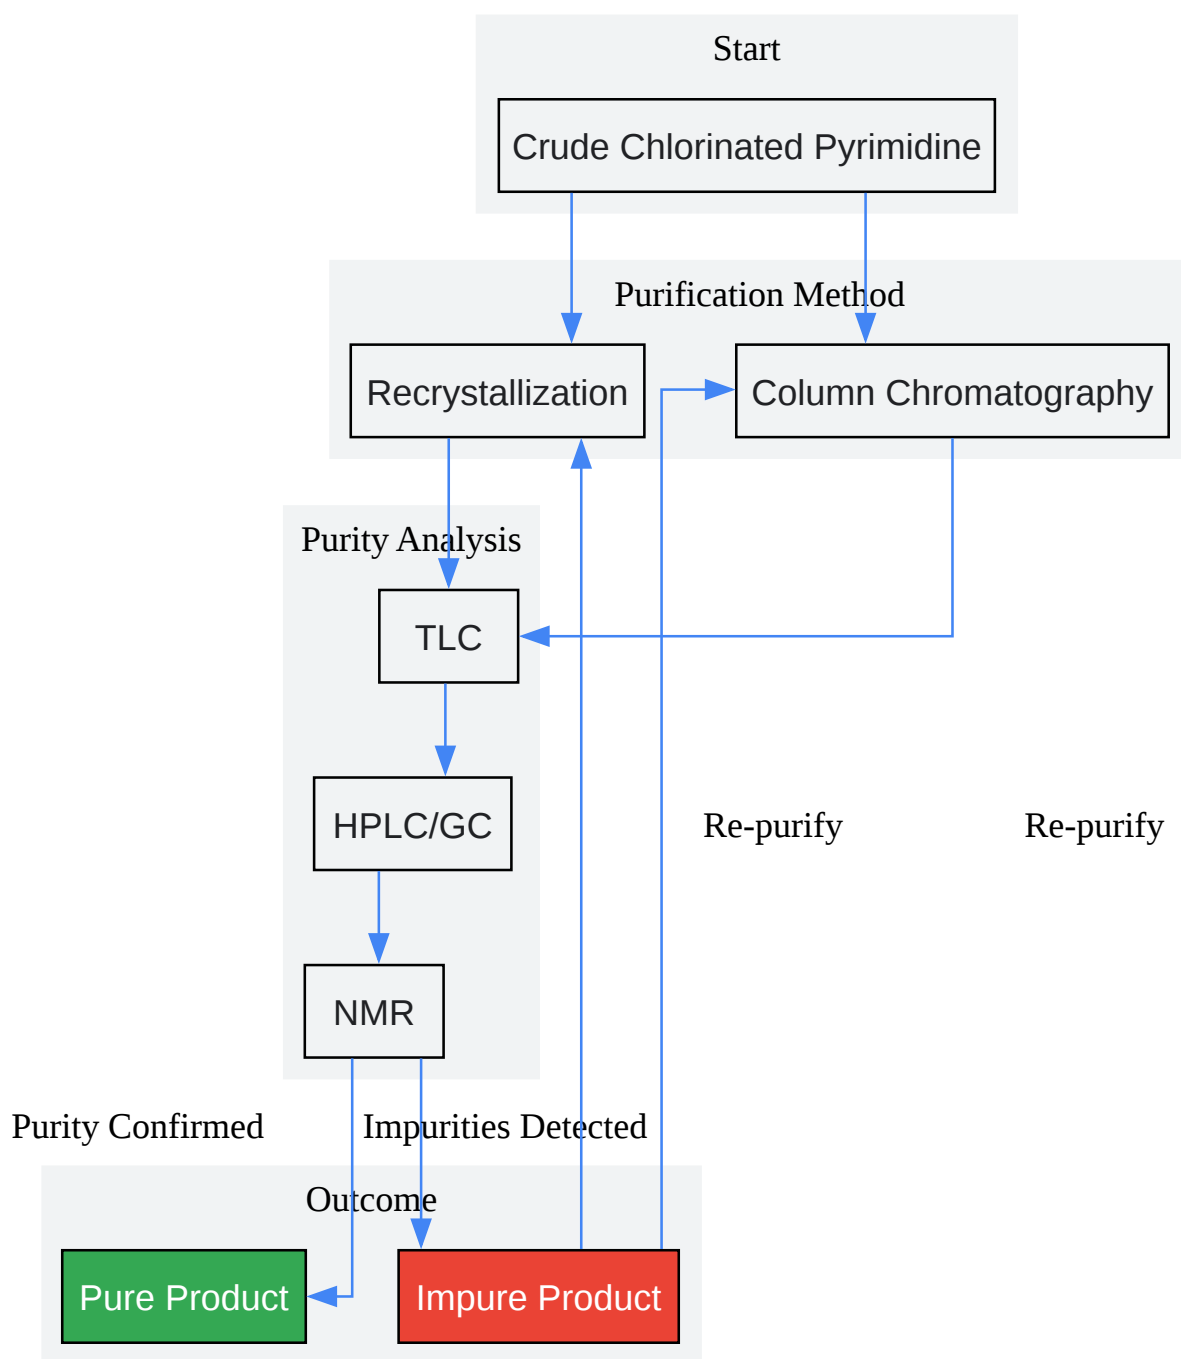 Start
Crude Chlorinated Pyrimidine
Purification Method
Recrystallization
Column Chromatography
Purity Analysis
TLC
HPLC/GC
Re-purify
Re-purify
NMR
Purity Confirmed
Impurities Detected
Outcome
Pure Product
Impure Product